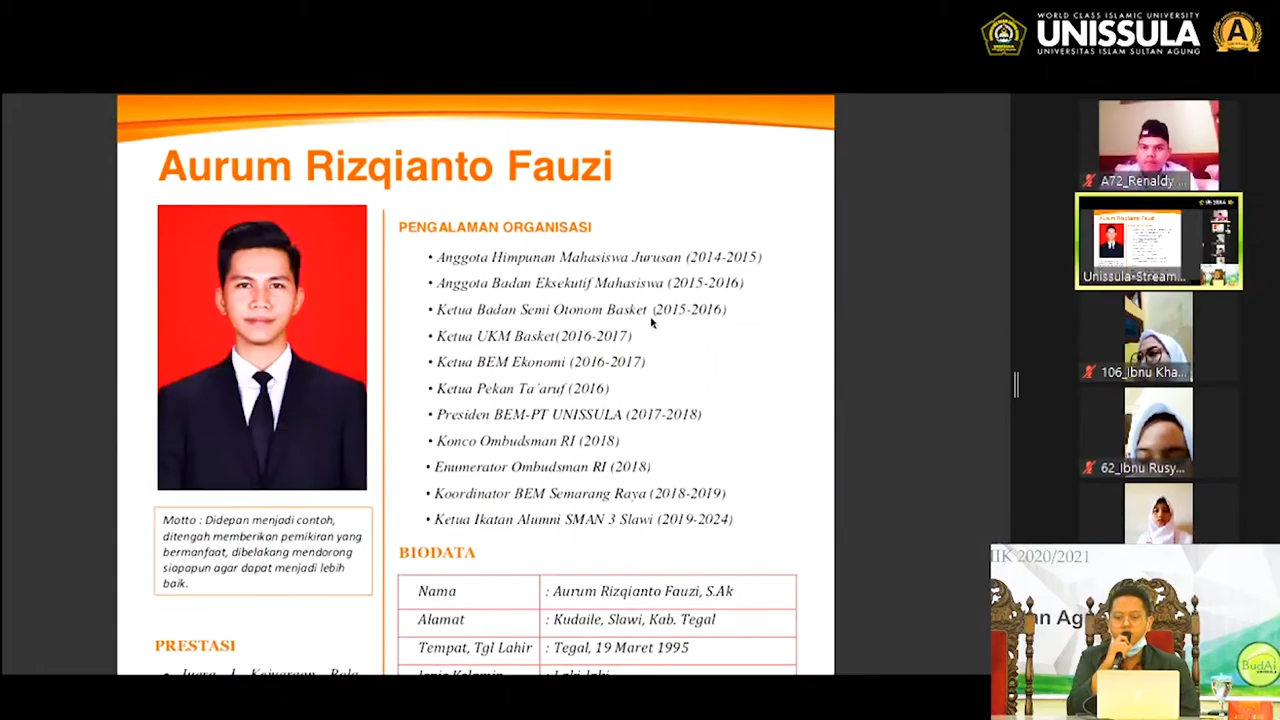 WORLD CLASS ISLAMIC UNIVERSITY
UNISSULA
UNIVERSITAS ISLAM SULTAN AGUNG
A
Aurum Rizqianto Fauzi
PENGALAMAN ORGANISASI
• Anggota Himpunan Mahasiswa Jurusan (2014-2015)
• Anggota Badan Eksekutif Mahasiswa (2015-2016)
• Ketua Badan Semi Otonom Basket (2015-2016)
• Ketua UKM Basket(2016-2017)
• Ketua BEM Ekonomi (2016-2017)
• Ketua Pekan Ta`aruf (2016)
• Presiden BEM-PT UNISSULA (2017-2018)
• Konco Ombudsman RI (2018)
• Enumerator Ombudsman RI (2018)
• Koordinator BEM Semarang Raya (2018-2019)
• Ketua Ikatan Alumni SMAN 3 Slawi (2019-2024)
Motto : Didepan menjadi contoh,
ditengah memberikan pemikiran yang
bermanfaat, dibelakang mendorong
siapapun agar dapat menjadi lebih
baik.
BIODATA
Nama : Aurum Rizqianto Fauzi, S.Ak
Alamat : Kudaile, Slawi, Kab. Tegal
Tempat, Tgl Lahir : Tegal, 19 Maret 1995
PRESTASI
A72_Renaldy ...
Unissula-Stream...
106_Ibnu Kha...
62_Ibnu Rusy...
IIK 2020/2021
an Ag
BudAi
UNISSULA